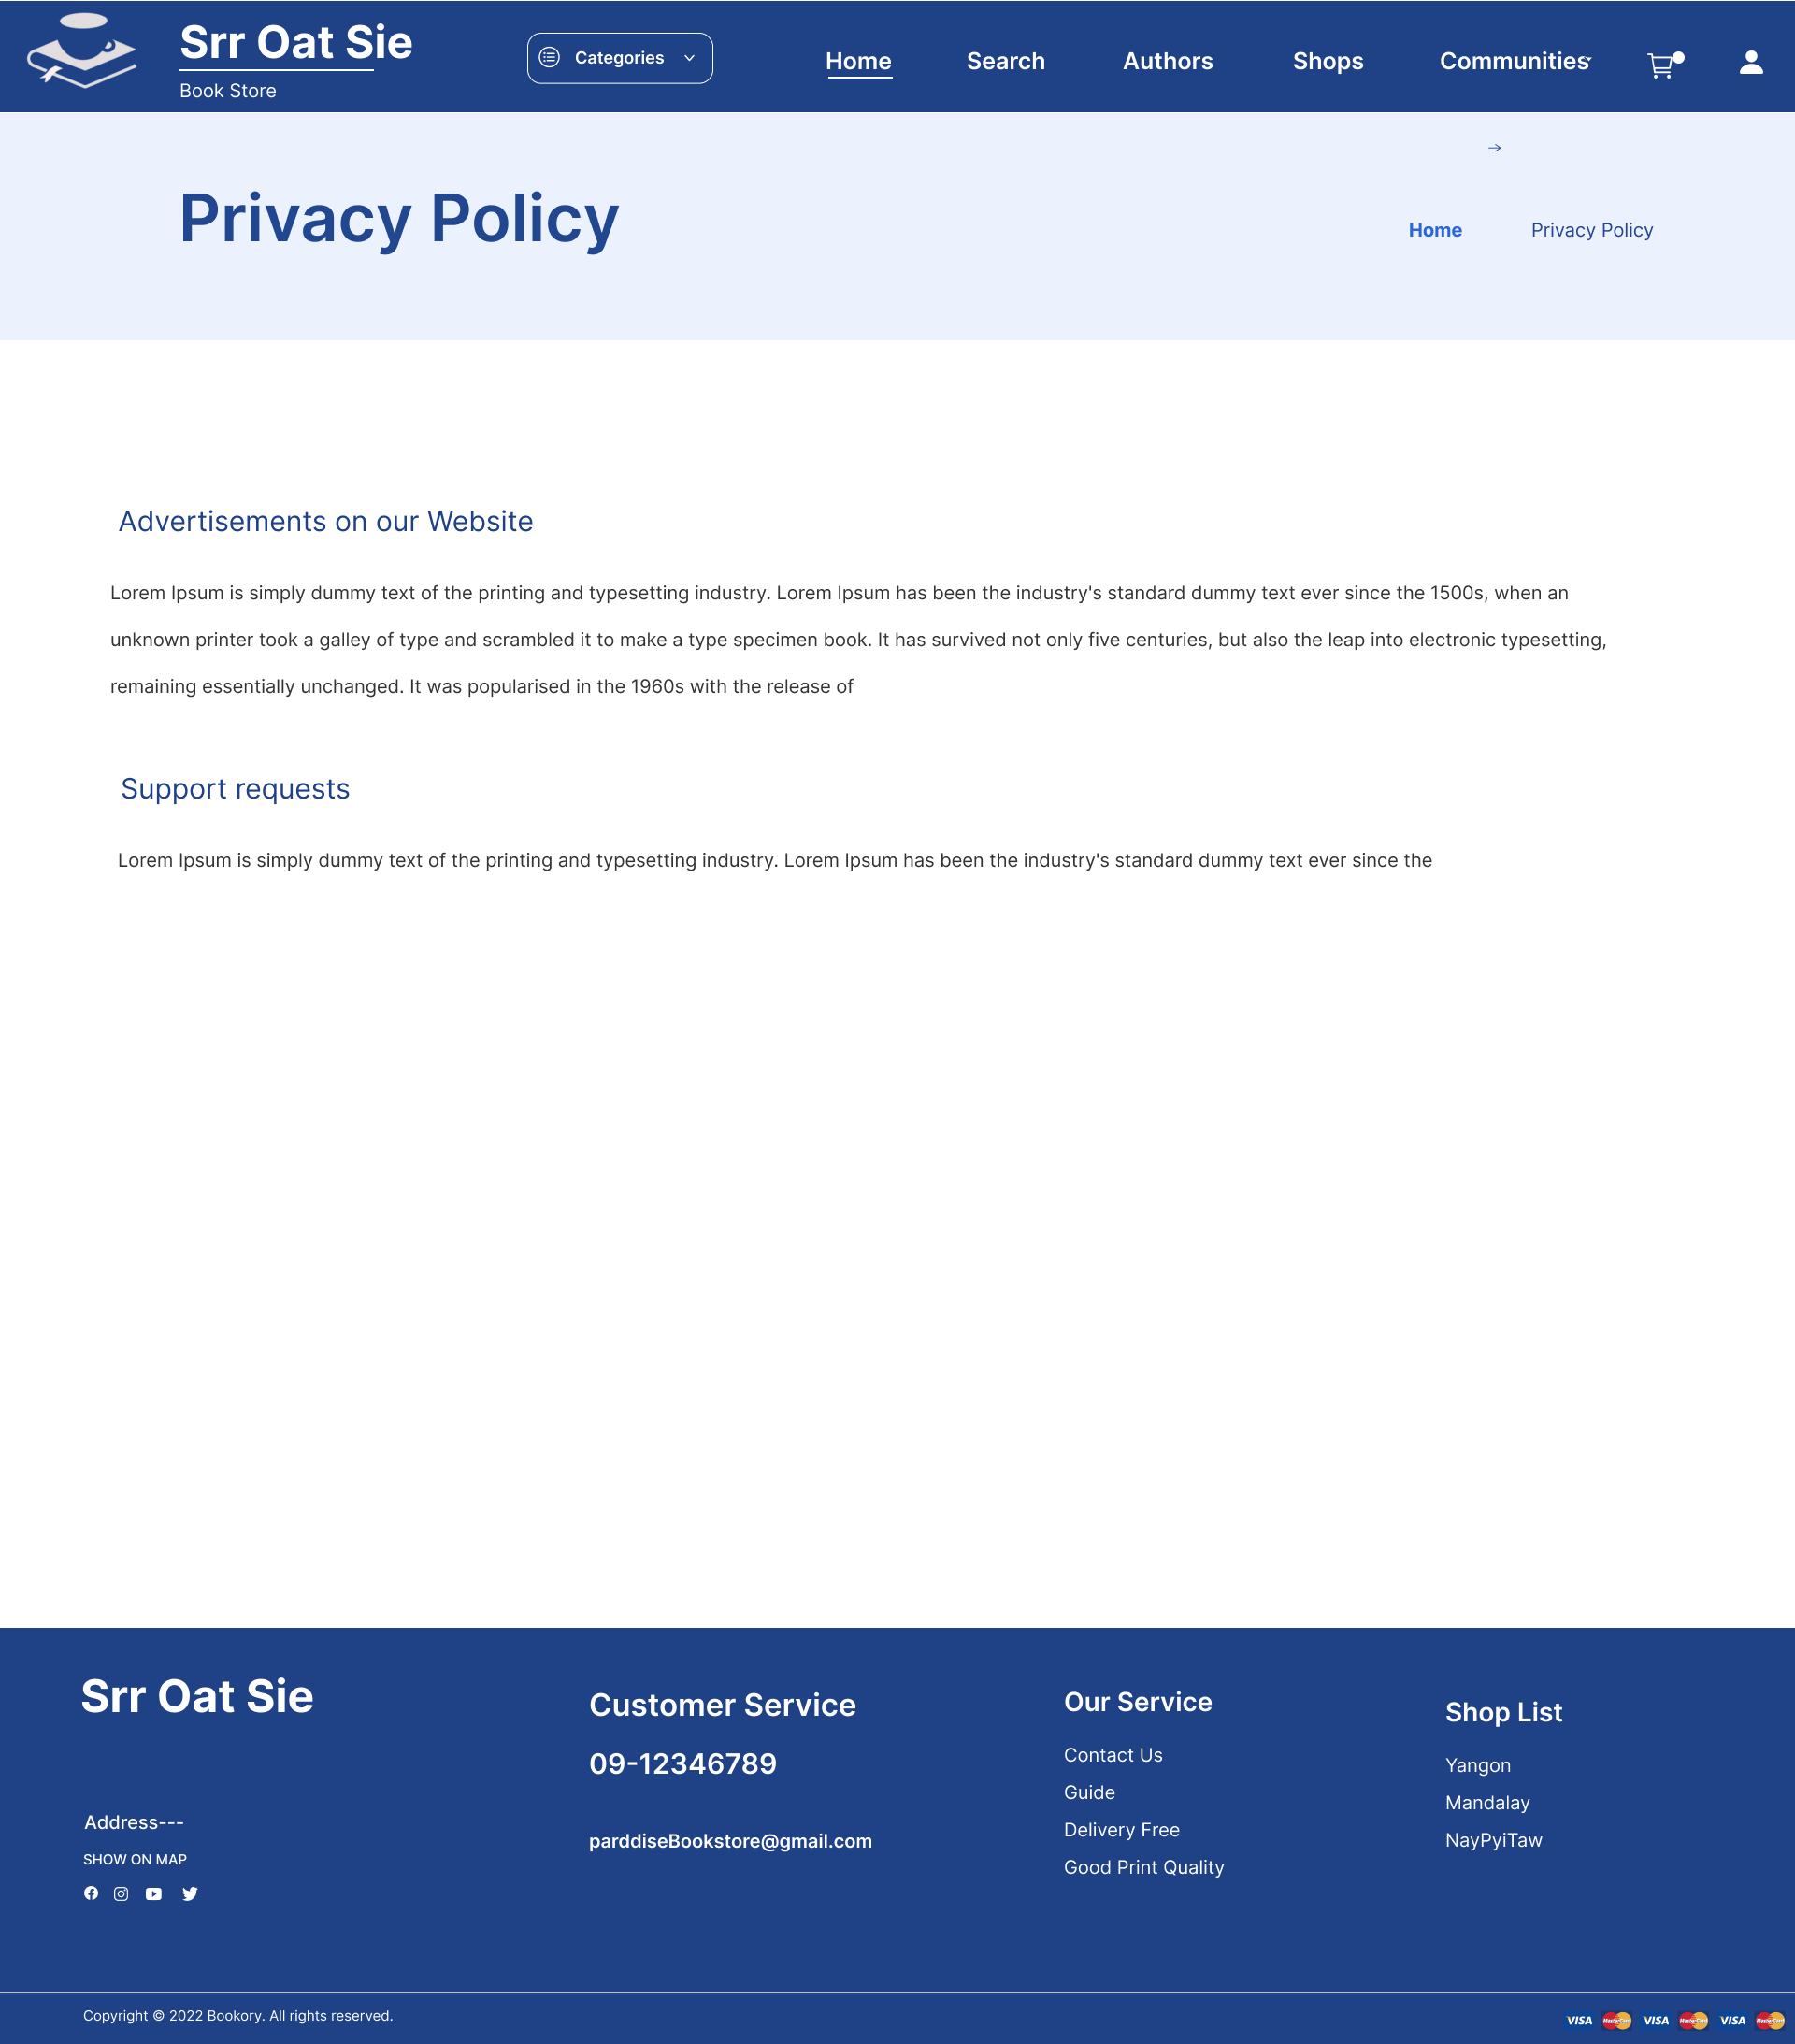 Srr Oat Sie
Book Store
Categories
Home
Search
Authors
Shops
Communities
Privacy Policy
Home
Privacy Policy
Advertisements on our Website
Lorem Ipsum is simply dummy text of the printing and typesetting industry. Lorem Ipsum has been the industry's standard dummy text ever since the 1500s, when an
unknown printer took a galley of type and scrambled it to make a type specimen book. It has survived not only five centuries, but also the leap into electronic typesetting,
remaining essentially unchanged. It was popularised in the 1960s with the release of
Support requests
Lorem Ipsum is simply dummy text of the printing and typesetting industry. Lorem Ipsum has been the industry's standard dummy text ever since the
Srr Oat Sie
Address---
SHOW ON MAP
Customer Service
09-12346789
parddiseBookstore@gmail.com
Our Service
Contact Us
Guide
Delivery Free
Good Print Quality
Shop List
Yangon
Mandalay
NayPyiTaw
Copyright © 2022 Bookory. All rights reserved.
VISA MasterCard VISA MasterCard VISA MasterCard